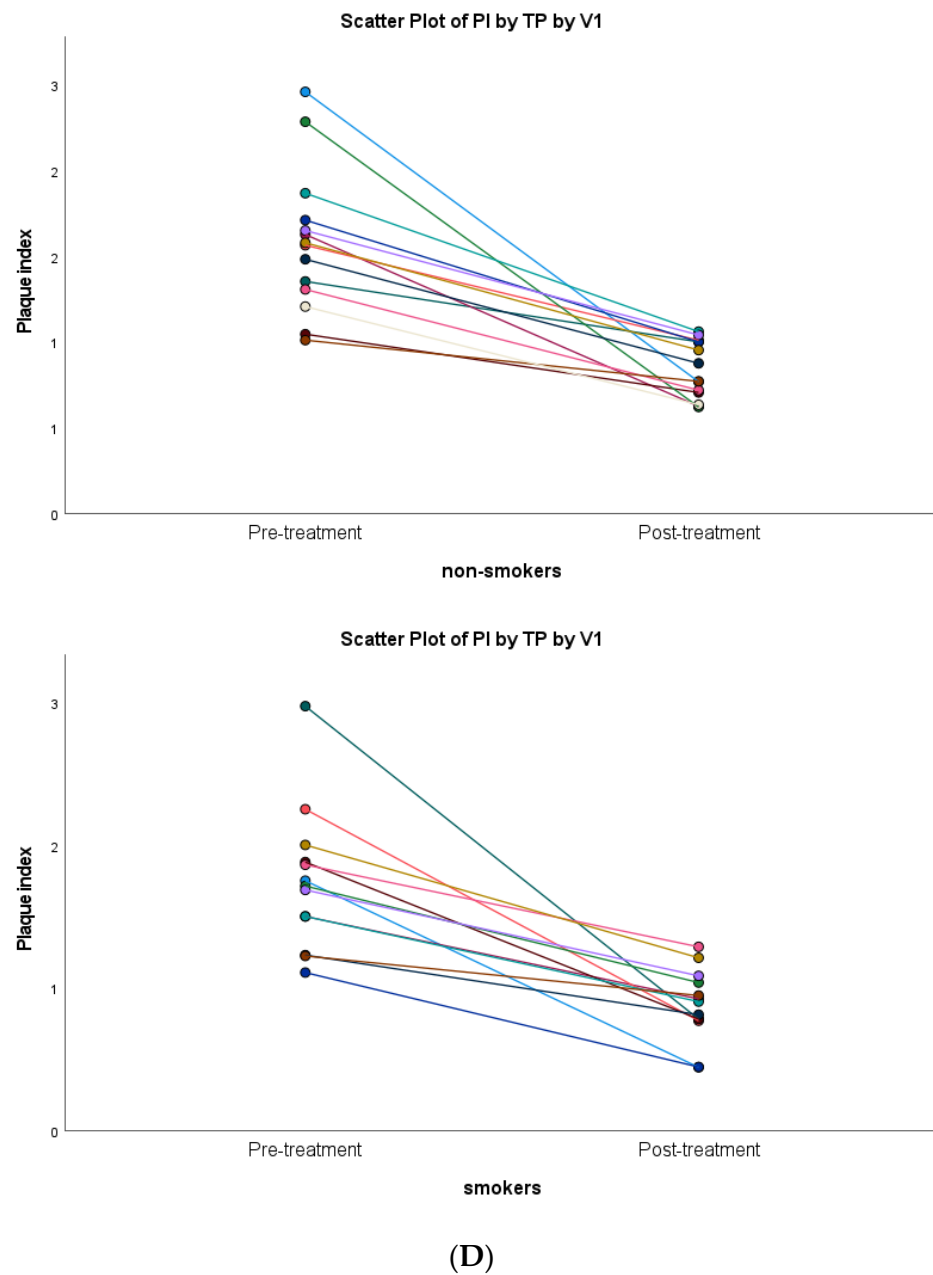 Scatter Plot of PI by TP by V1
3
2
2
1
1
0
Plaque index
Pre-treatment Post-treatment
non-smokers
Scatter Plot of PI by TP by V1
3
2
1
0
Plaque index
Pre-treatment Post-treatment
smokers
(D)